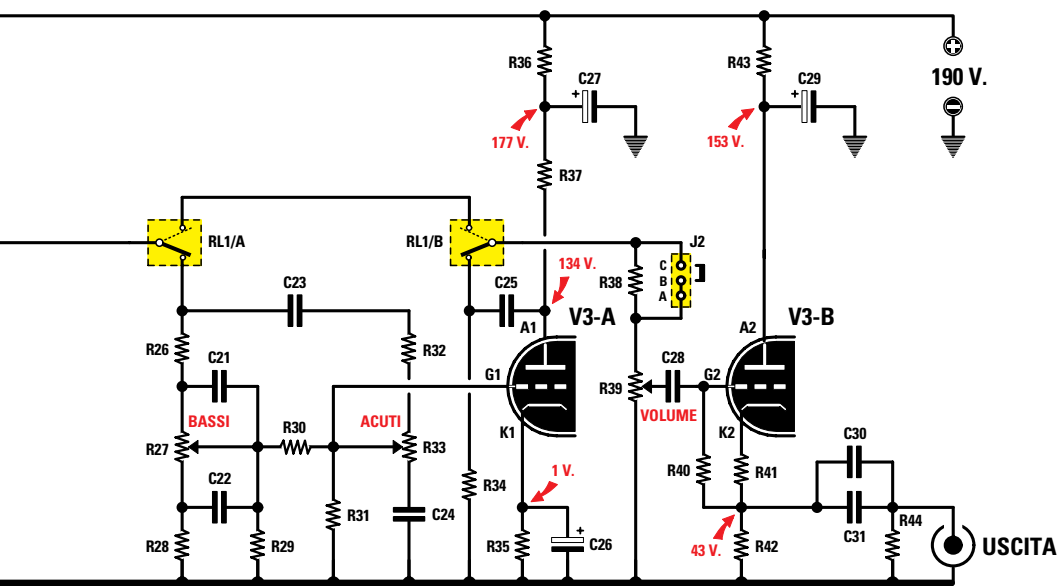 R36
C27
+
177 V.
R37
R43
C29
+
153 V.
190 V.
RL1/A
RL1/B
J2
C
B
A
134 V.
R38
C23
C25
A1
V3-A
A2
V3-B
R26
C21
R32
G1
C28
G2
R39
BASSI
ACUTI
VOLUME
R27
R30
R33
K1
K2
C30
C22
R34
1 V.
R40
R41
R31
C24
R28
R29
R35
+
C26
43 V.
R42
C31
R44
USCITA